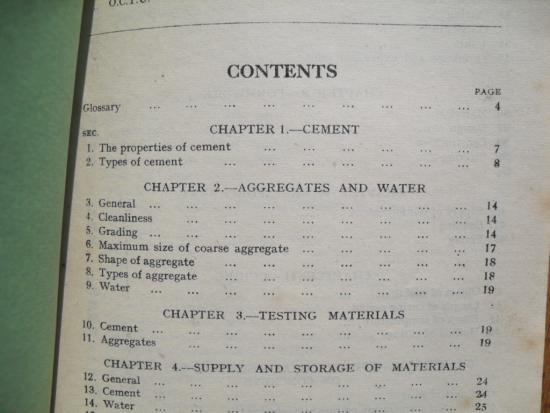 O.C.T.U.
CONTENTS
PAGE
Glossary ... ... ... ... ... ... ... ... ... 4
SEC. CHAPTER 1.—CEMENT
1. The properties of cement ... ... ... ... ... ... 7
2. Types of cement ... ... ... ... ... ... ... 8
CHAPTER 2.—AGGREGATES AND WATER
3. General ... ... ... ... ... ... ... ... ... 14
4. Cleanliness ... ... ... ... ... ... ... ... 14
5. Grading ... ... ... ... ... ... ... ... ... 14
6. Maximum size of coarse aggregate ... ... ... ... ... 17
7. Shape of aggregate ... ... ... ... ... ... ... 18
8. Types of aggregate ... ... ... ... ... ... ... 18
9. Water ... ... ... ... ... ... ... ... ... 19
CHAPTER 3.—TESTING MATERIALS
10. Cement ... ... ... ... ... ... ... ... ... 19
11. Aggregates ... ... ... ... ... ... ... ... 19
CHAPTER 4.—SUPPLY AND STORAGE OF MATERIALS
12. General ... ... ... ... ... ... ... ... 24
13. Cement ... ... ... ... ... ... ... ... 24
14. Water ... ... ... ... ... ... ... ... 25